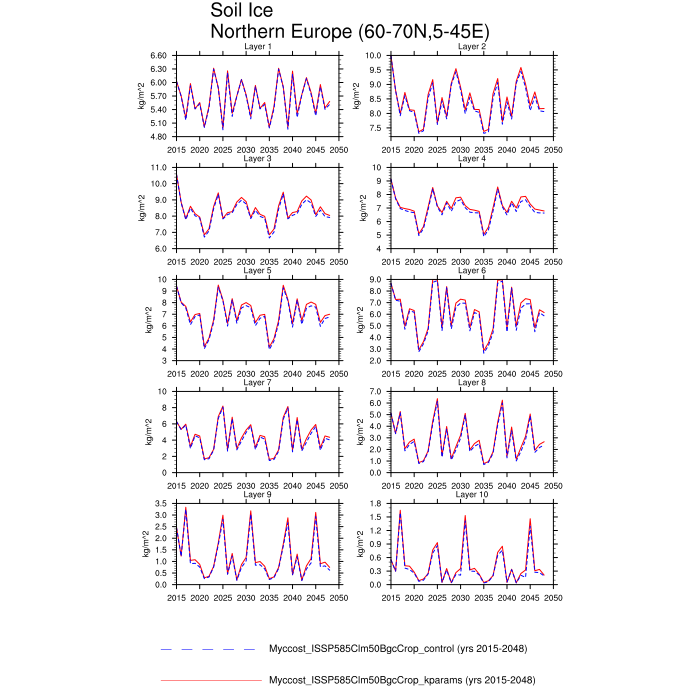 Soil Ice
Northern Europe (60-70N,5-45E)
Layer 1
Layer 2
kg/m^2
6.60
6.30
6.00
5.70
5.40
5.10
4.80
2015 2020 2025 2030 2035 2040 2045 2050
kg/m^2
10.0
9.5
9.0
8.5
8.0
7.5
2015 2020 2025 2030 2035 2040 2045 2050
Layer 3
Layer 4
kg/m^2
11.0
10.0
9.0
8.0
7.0
6.0
2015 2020 2025 2030 2035 2040 2045 2050
kg/m^2
10
9
8
7
6
5
4
2015 2020 2025 2030 2035 2040 2045 2050
Layer 5
Layer 6
kg/m^2
10
9
8
7
6
5
4
3
2015 2020 2025 2030 2035 2040 2045 2050
kg/m^2
9.0
8.0
7.0
6.0
5.0
4.0
3.0
2.0
2015 2020 2025 2030 2035 2040 2045 2050
Layer 7
Layer 8
kg/m^2
10
8
6
4
2
0
2015 2020 2025 2030 2035 2040 2045 2050
kg/m^2
7.0
6.0
5.0
4.0
3.0
2.0
1.0
0.0
2015 2020 2025 2030 2035 2040 2045 2050
Layer 9
Layer 10
kg/m^2
3.5
3.0
2.5
2.0
1.5
1.0
0.5
0.0
2015 2020 2025 2030 2035 2040 2045 2050
kg/m^2
1.8
1.5
1.2
0.9
0.6
0.3
0.0
2015 2020 2025 2030 2035 2040 2045 2050
Myccost_ISSP585Clm50BgcCrop_control (yrs 2015-2048)
Myccost_ISSP585Clm50BgcCrop_kparams (yrs 2015-2048)